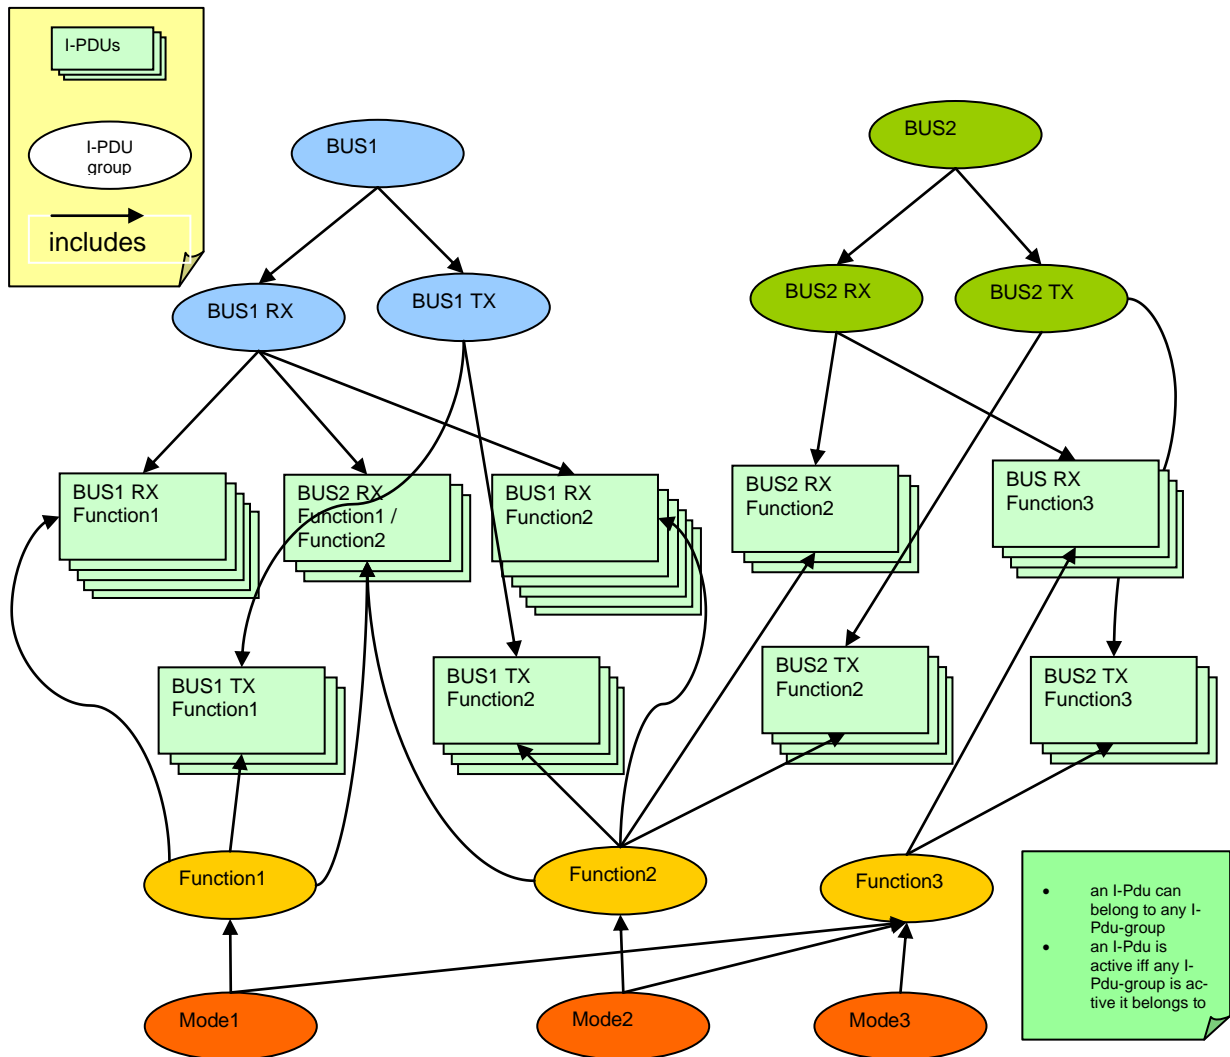 I-PDUs
I-PDU
group
includes
BUS1
BUS2
BUS1 RX
BUS1 TX
BUS2 RX
BUS2 TX
BUS1 RX
Function1
BUS2 RX
Function1 /
Function2
BUS1 RX
Function2
BUS2 RX
Function2
BUS RX
Function3
BUS1 TX
Function1
BUS1 TX
Function2
BUS2 TX
Function2
BUS2 TX
Function3
Function1
Function2
Function3
• an I-Pdu can
belong to any I-
Pdu-group
• an I-Pdu is
active iff any I-
Pdu-group is ac-
tive it belongs to
Mode1
Mode2
Mode3